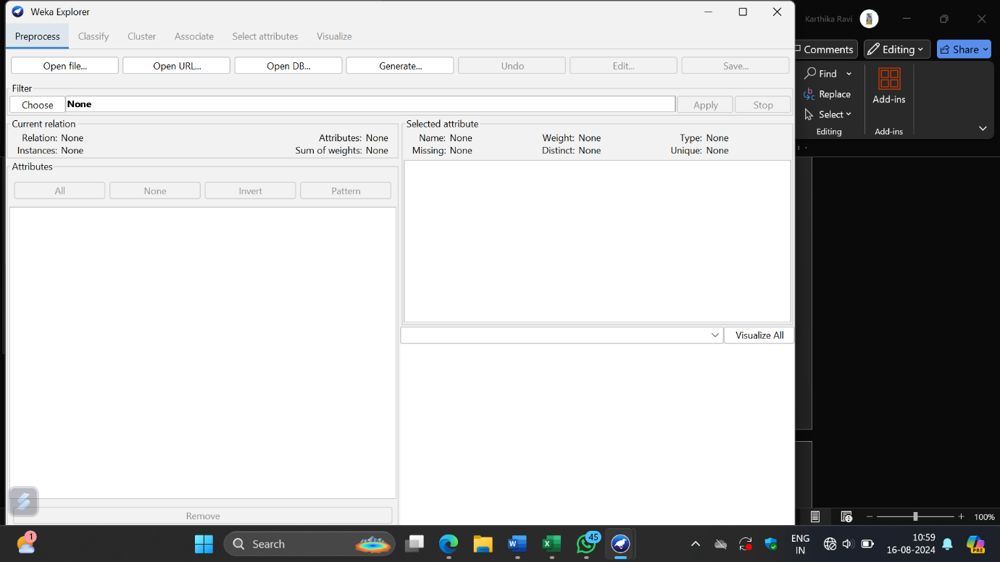 Weka Explorer
Karthika Ravi
Preprocess Classify Cluster Associate Select attributes Visualize
Comments Editing Share
Open file... Open URL... Open DB... Generate... Undo Edit... Save...
Find
Filter
Choose None Apply Stop
Replace
Add-ins
Select
Current relation
Selected attribute
Editing Add-ins
Relation: None Attributes: None
Name: None Weight: None Type: None
Instances: None Sum of weights: None
Missing: None Distinct: None Unique: None
Attributes
All None Invert Pattern
Visualize All
Remove
100%
1
Search
45
ENG
IN
10:59
16-08-2024
PRE